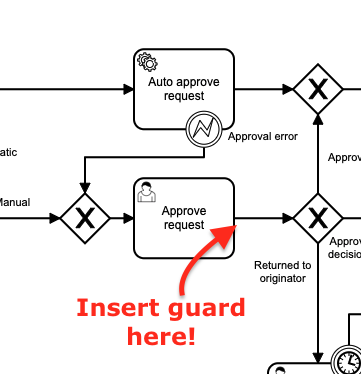 Auto approve
request
Approval error
atic
Manual
Approve
request
Approv
Approv
decisio
Returned to
originator
Insert guard
here!